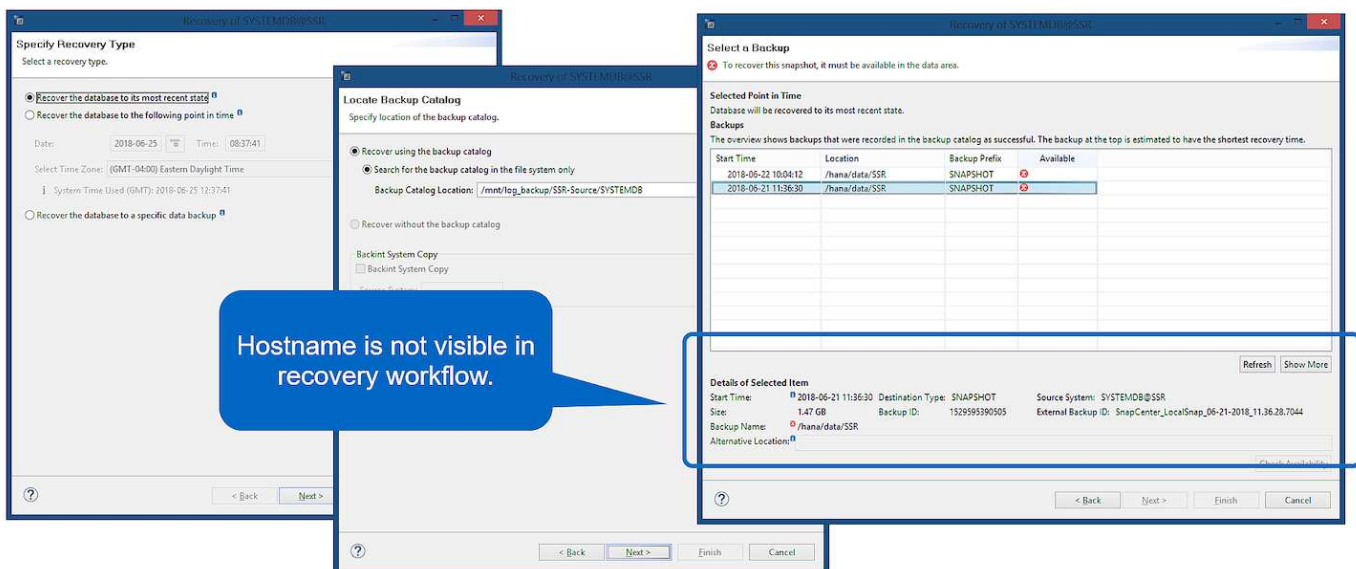 Recovery of SYSTEMDB@SSR
Specify Recovery Type
Select a recovery type.
Recover the database to its most recent state
Recover the database to the following point in time
Date: 2018-06-25 Time: 08:37:41
Select Time Zone: (GMT-04:00) Eastern Daylight Time
System Time Used (GMT): 2018-06-25 12:37:41
Recover the database to a specific data backup
< Back Next >
Recovery of SYSTEMDB@SSR
Locate Backup Catalog
Specify location of the backup catalog.
Recover using the backup catalog
Search for the backup catalog in the file system only
Backup Catalog Location: /mnt/log_backup/SSR-Source/SYSTEMDB
Recover without the backup catalog
Backint System Copy
Backint System Copy
Source System:
Hostname is not visible in
recovery workflow.
< Back Next > Finish Cancel
Recovery of SYSTEMDB@SSR
Select a Backup
To recover this snapshot, it must be available in the data area.
Selected Point in Time
Database will be recovered to its most recent state.
Backups
The overview shows backups that were recorded in the backup catalog as successful. The backup at the top is estimated to have the shortest recovery time.
Start Time Location Backup Prefix Available
2018-06-22 10:04:12 /hana/data/SSR SNAPSHOT
2018-06-21 11:36:30 /hana/data/SSR SNAPSHOT
Refresh Show More
Details of Selected Item
Start Time: 2018-06-21 11:36:30 Destination Type: SNAPSHOT Source System: SYSTEMDB@SSR
Size: 1.47 GB Backup ID: 1529595390505 External Backup ID: SnapCenter_LocalSnap_06-21-2018_11.36.28.7044
Backup Name: /hana/data/SSR
Alternative Location:
Check Availability
< Back Next > Finish Cancel